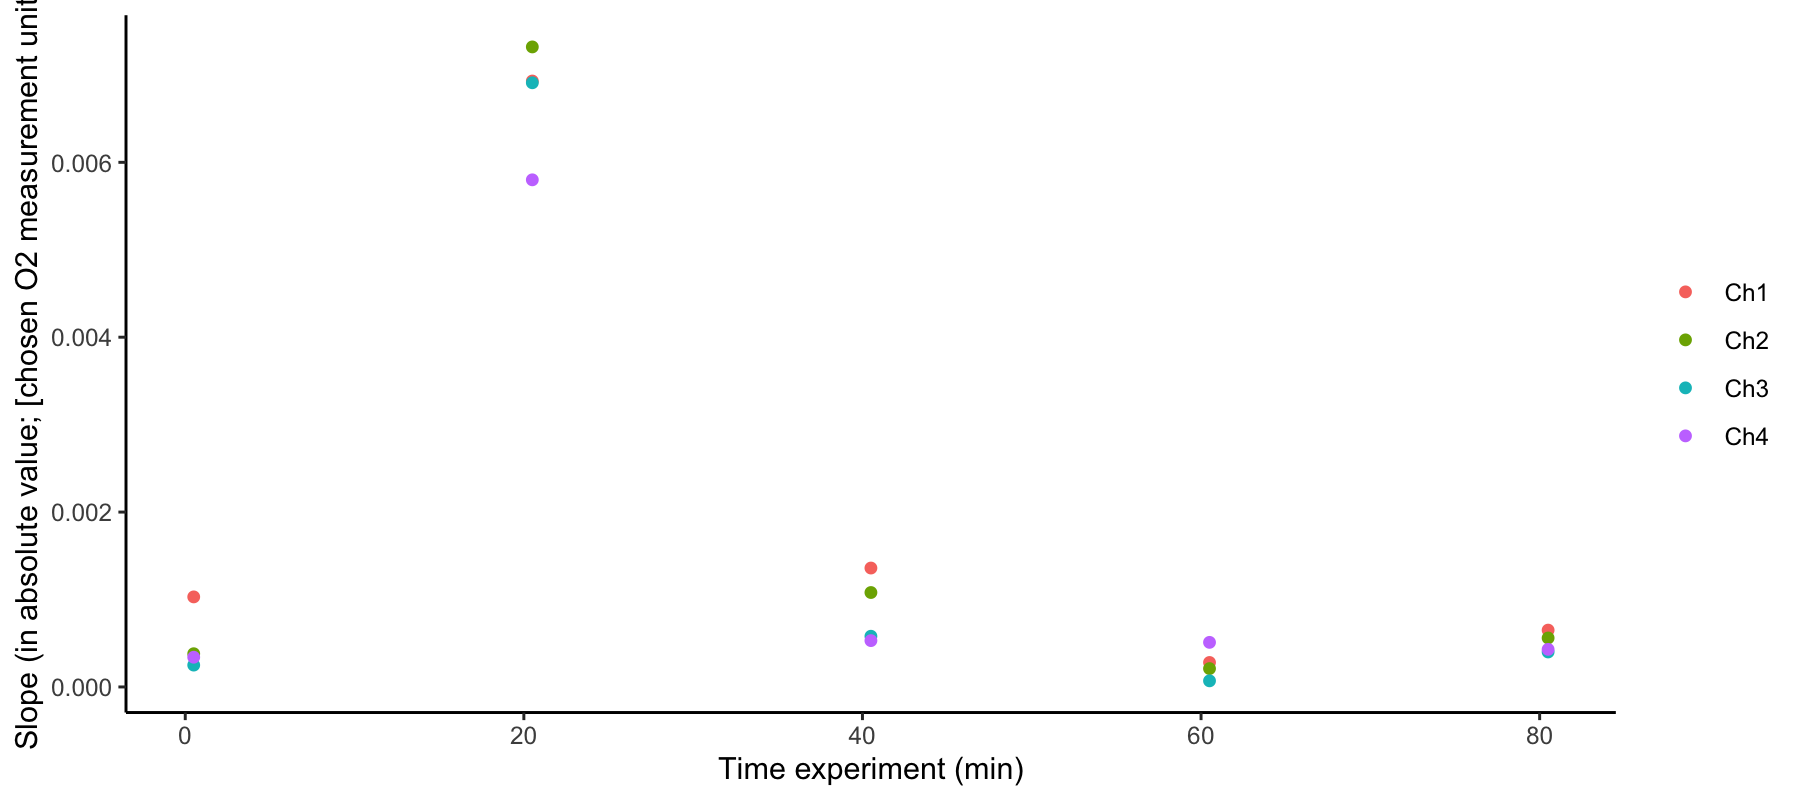 Slope (in absolute value; [chosen O2 measurement unit
0.006
0.004
0.002
0.000
0 20 40 60 80
Time experiment (min)
Ch1
Ch2
Ch3
Ch4